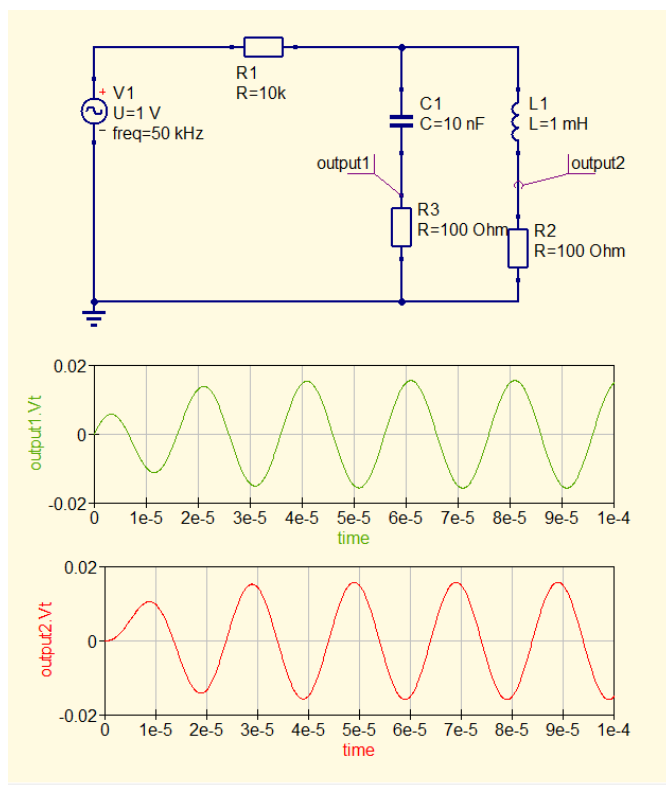 R1
R=10k
+ V1
U=1 V
- freq=50 kHz
C1
C=10 nF
L1
L=1 mH
output1
output2
R3
R=100 Ohm
R2
R=100 Ohm
0.02
0
-0.02
output1.Vt
0 1e-5 2e-5 3e-5 4e-5 5e-5 6e-5 7e-5 8e-5 9e-5 1e-4
time
0.02
0
-0.02
output2.Vt
0 1e-5 2e-5 3e-5 4e-5 5e-5 6e-5 7e-5 8e-5 9e-5 1e-4
time